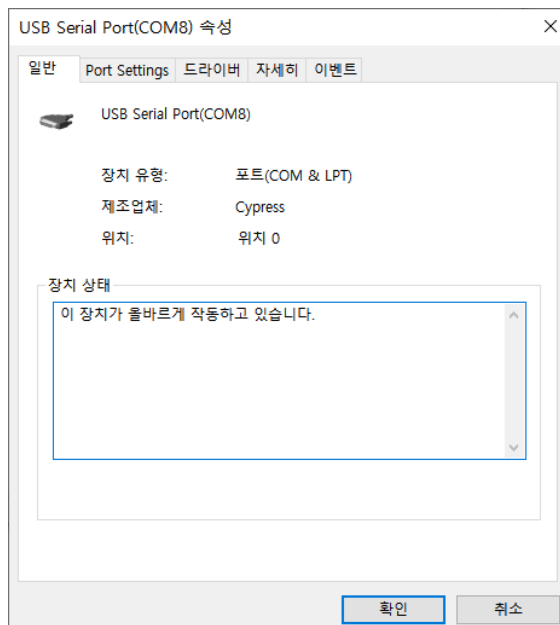 USB Serial Port(COM8) 속성
일반 Port Settings 드라이버 자세히 이벤트
USB Serial Port(COM8)
장치 유형: 포트(COM & LPT)
제조업체: Cypress
위치: 위치 0
장치 상태
이 장치가 올바르게 작동하고 있습니다.
확인 취소